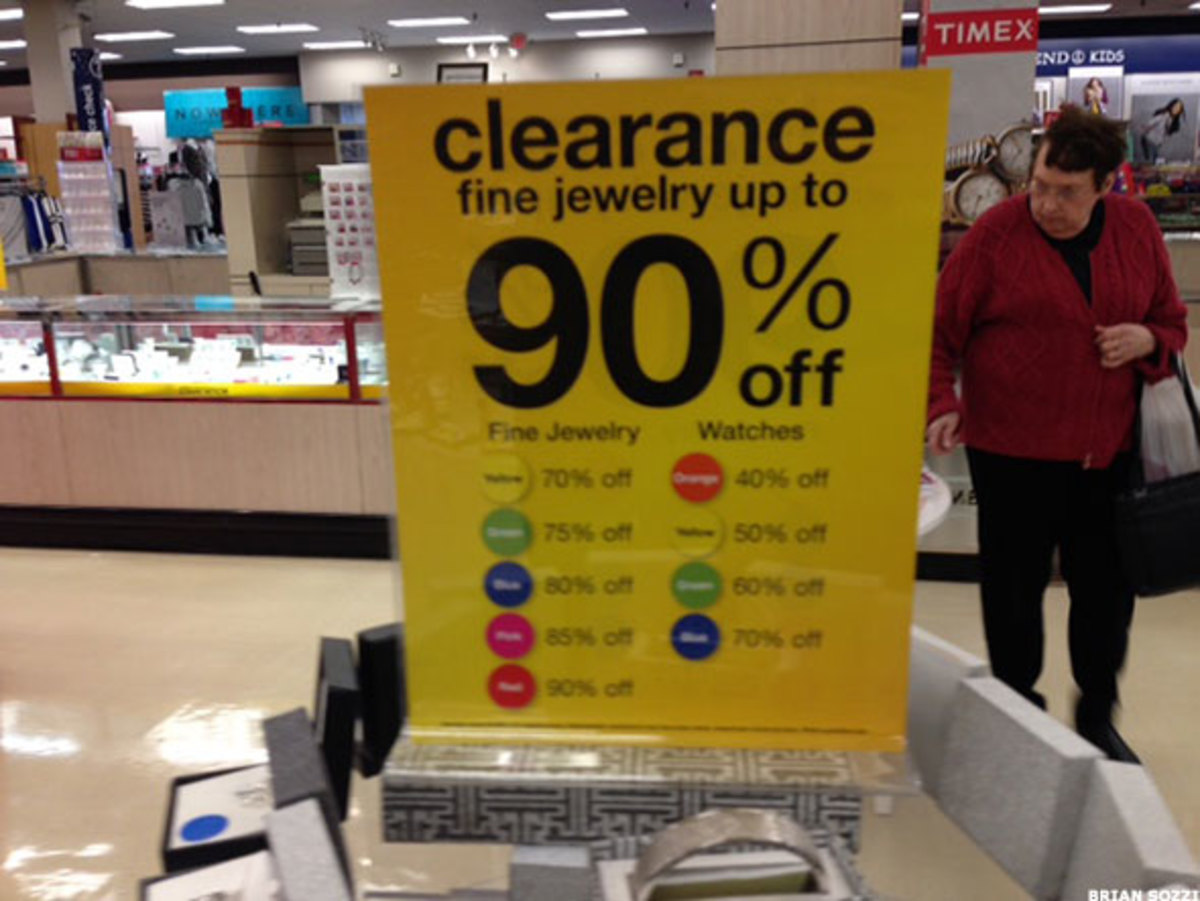 clearance
fine jewelry up to
90% off
Fine Jewelry Watches
Yellow 70% off Orange 40% off
Green 75% off Yellow 50% off
Blue 80% off Green 60% off
Pink 85% off Blue 70% off
Red 90% off
TIMEX
KIDS
clearance
BRIAN SOZZI